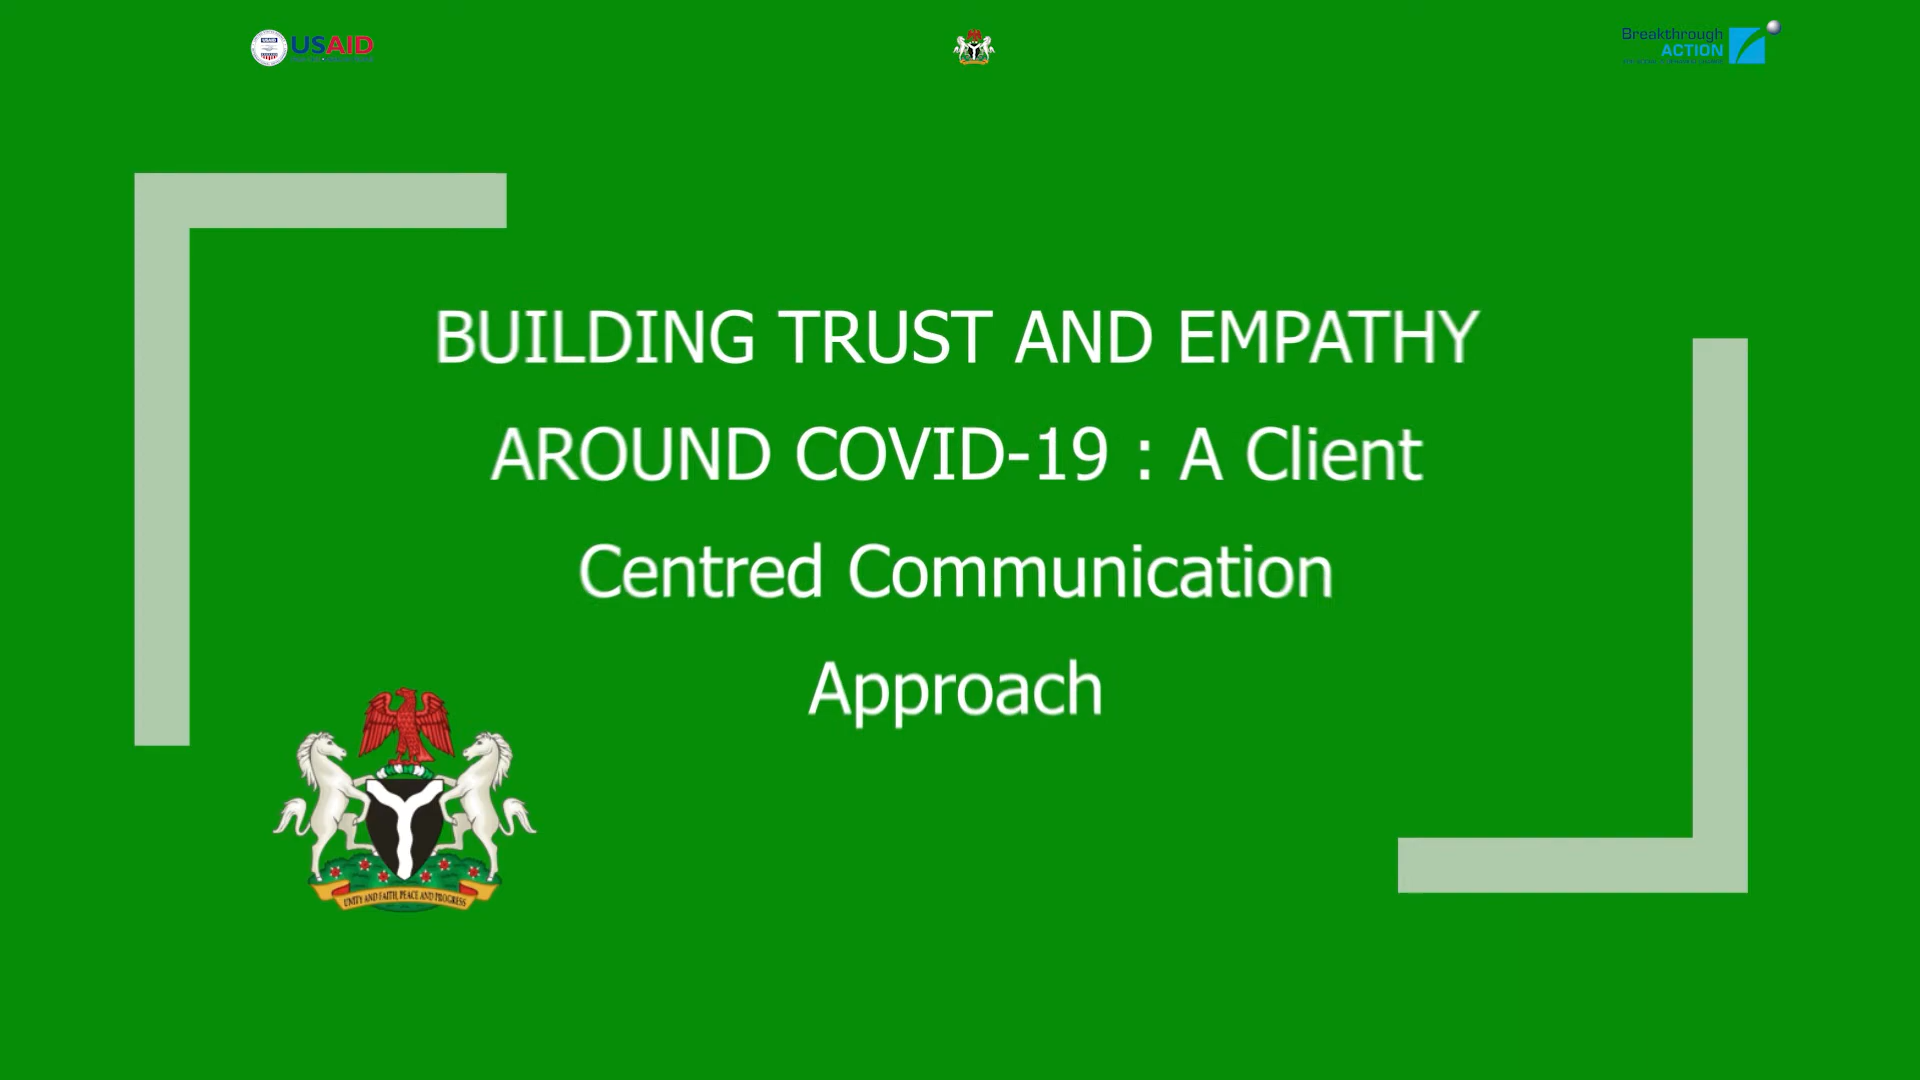 USAID
Breakthrough
ACTION
BUILDING TRUST AND EMPATHY
AROUND COVID-19 : A Client
Centred Communication
Approach
UNITY AND FAITH, PEACE AND PROGRESS